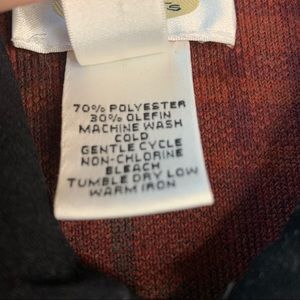 70% POLYESTER
30% OLEFIN
MACHINE WASH
COLD
GENTLE CYCLE
NON-CHLORINE
BLEACH
TUMBLE DRY LOW
WARM IRON